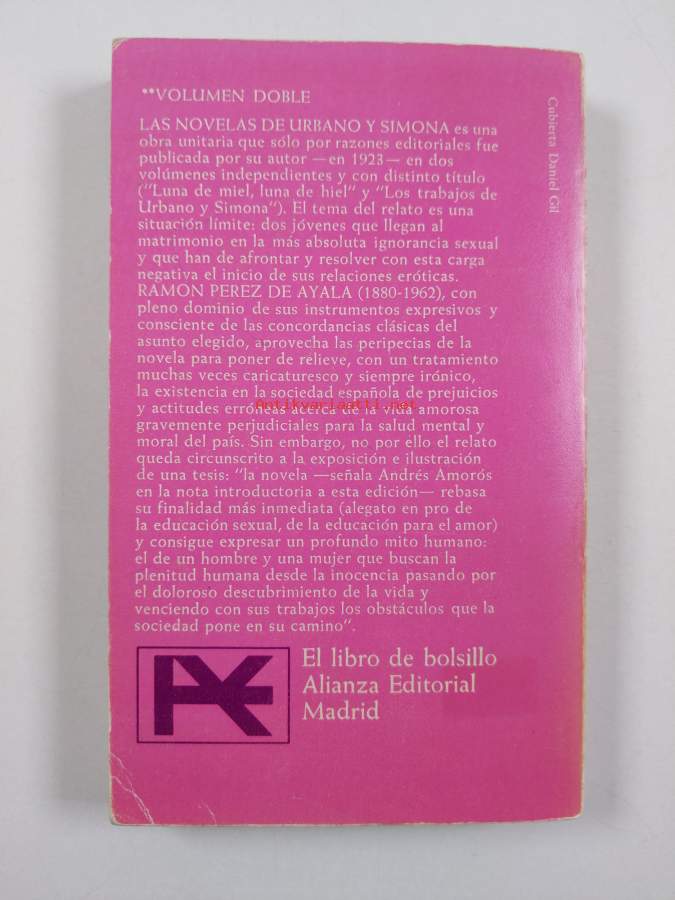 **VOLUMEN DOBLE
LAS NOVELAS DE URBANO Y SIMONA es una
obra unitaria que sólo por razones editoriales fue
publicada por su autor —en 1923— en dos
volúmenes independientes y con distinto título
("Luna de miel, luna de hiel" y "Los trabajos de
Urbano y Simona"). El tema del relato es una
situación límite: dos jóvenes que llegan al
matrimonio en la más absoluta ignorancia sexual
y que han de afrontar y resolver con esta carga
negativa el inicio de sus relaciones eróticas.
RAMON PEREZ DE AYALA (1880-1962), con
pleno dominio de sus instrumentos expresivos y
consciente de las concordancias clásicas del
asunto elegido, aprovecha las peripecias de la
novela para poner de relieve, con un tratamiento
muchas veces caricaturesco y siempre irónico,
la existencia en la sociedad española de prejuicios
y actitudes erróneas acerca de la vida amorosa
gravemente perjudiciales para la salud mental y
moral del país. Sin embargo, no por éllo el relato
queda circunscrito a la exposición e ilustración
de una tesis: "la novela —señala Andrés Amorós
en la nota introductoria a esta edición— rebasa
su finalidad más inmediata (alegato en pro de
la educación sexual, de la educación para el amor)
y consigue expresar un profundo mito humano:
el de un hombre y una mujer que buscan la
plenitud humana desde la inocencia pasando por
el doloroso descubrimiento de la vida y
venciendo con sus trabajos los obstáculos que la
sociedad pone en su camino".
El libro de bolsillo
Alianza Editorial
Madrid
Cubierta Daniel Gil
Antikvariaatti.net